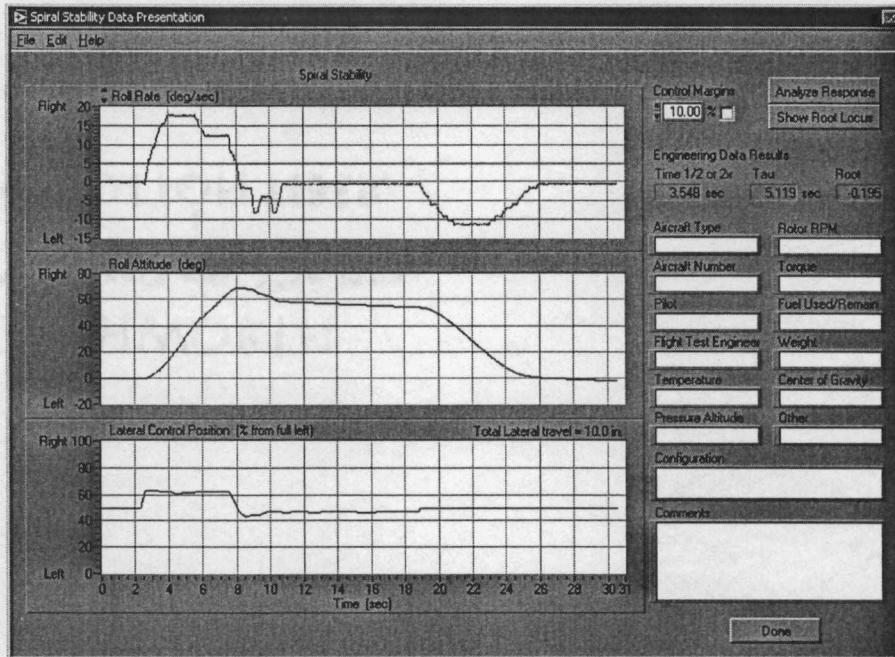 Spiral Stability Data Presentation
File Edit Help
Spiral Stability
Right
Roll Rate (deg/sec)
20
15
10
5
0
-5
-10
Left -15
Right
Roll Attitude (deg)
80
60
40
20
0
Left -20
Right 100
Lateral Control Position (% from full left) Total Lateral travel = 10.0 in.
80
60
40
20
Left 0
0 2 4 6 8 10 12 14 16 18 20 22 24 26 28 30 31
Time (sec)
Control Margins
10.00 %
Analyze Response
Show Root Locus
Engineering Data Results
Time 1/2 or 2x Tau Root
3.548 sec 5.119 sec -0.195
Aircraft Type Rotor RPM
Aircraft Number Torque
Pilot Fuel Used/Remain
Flight Test Engineer Weight
Temperature Center of Gravity
Pressure Altitude Other
Configuration
Comments
Done